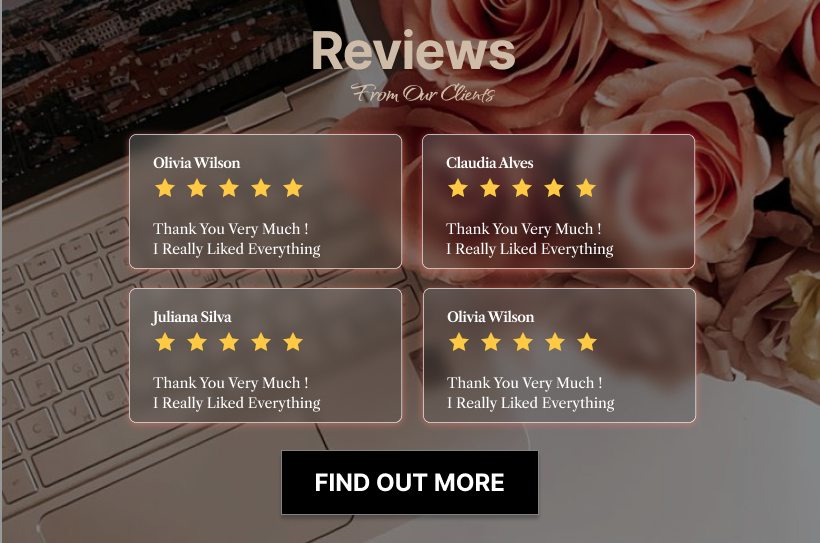 Reviews
From Our Clients
Olivia Wilson
Thank You Very Much !
I Really Liked Everything
Claudia Alves
Thank You Very Much !
I Really Liked Everything
Juliana Silva
Thank You Very Much !
I Really Liked Everything
Olivia Wilson
Thank You Very Much !
I Really Liked Everything
FIND OUT MORE